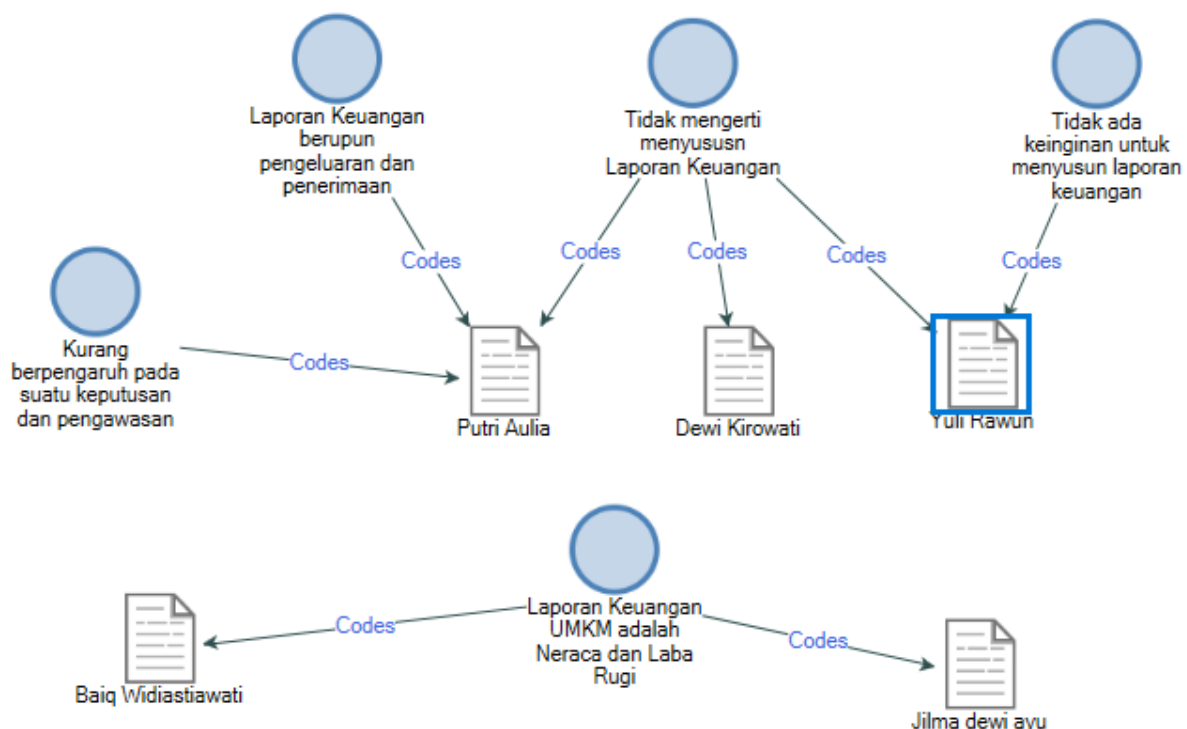 Laporan Keuangan
berupun
pengeluaran dan
penerimaan
Tidak mengerti
menyususn
Laporan Keuangan
Tidak ada
keinginan untuk
menyusun laporan
keuangan
Codes
Codes
Codes
Codes
Codes
Kurang
berpengaruh pada
suatu keputusan
dan pengawasan
Codes
Putri Aulia
Dewi Kirowati
Yuli Rawun
Laporan Keuangan
UMKM adalah
Neraca dan Laba
Rugi
Codes
Codes
Baiq Widiastiawati
Jilma dewi ayu